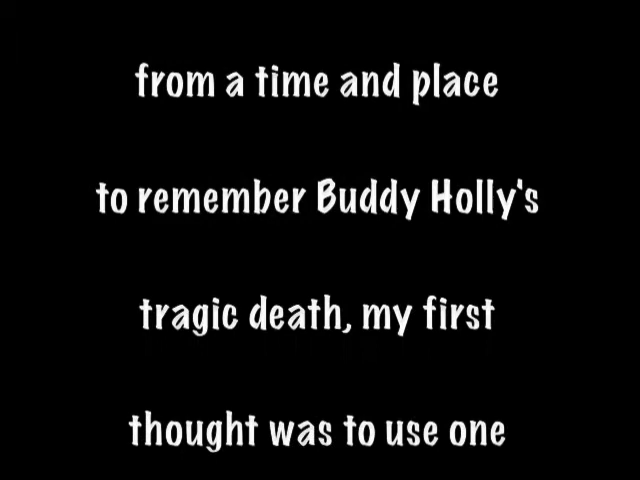 from a time and place
to remember Buddy Holly's
tragic death, my first
thought was to use one